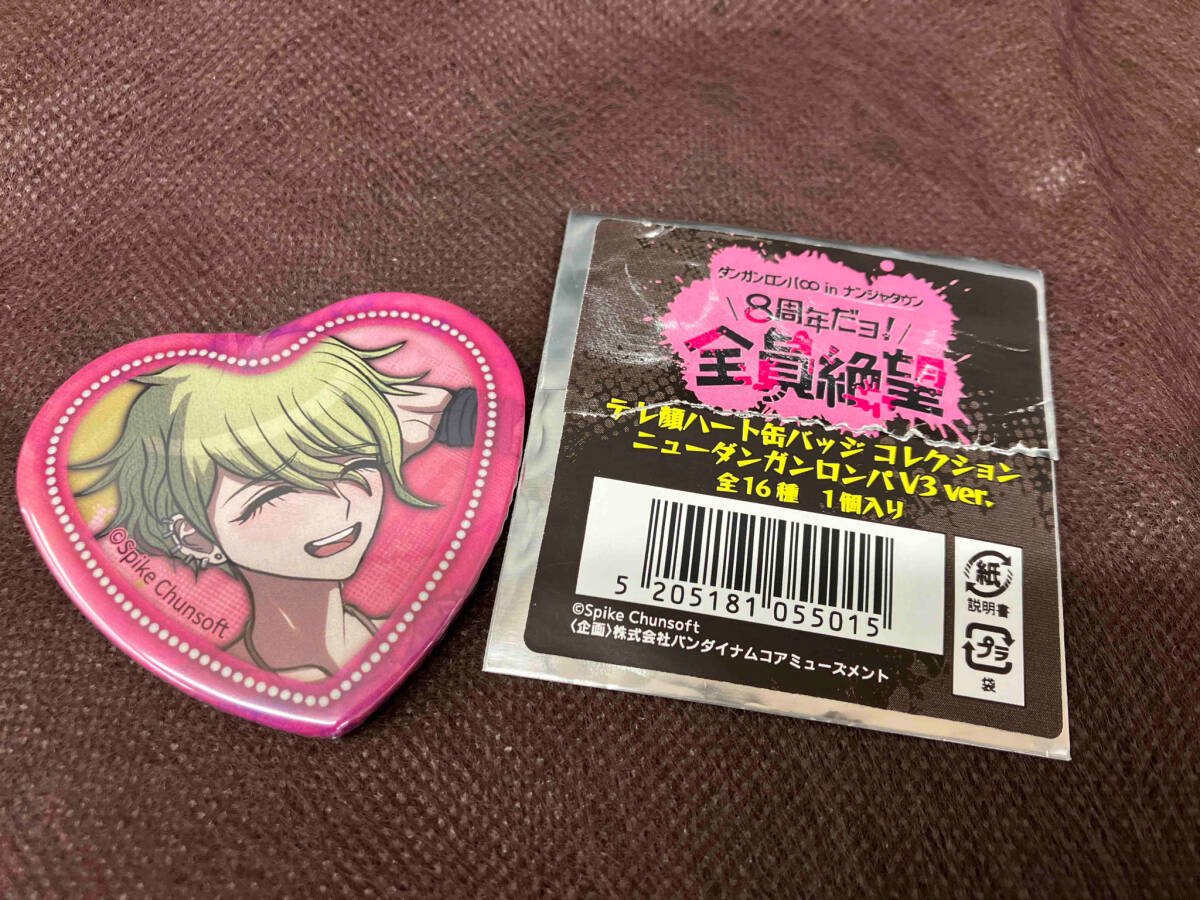 ©Spike Chunsoft
ダンガンロンパ∞ in ナンジャタウン
\8周年だヨ!/
全員絶望
テレ顔ハート缶バッジ コレクション
ニューダンガンロンパV3 ver.
全16種 1個入り
5 205181 055015
©Spike Chunsoft
〈企画〉株式会社バンダイナムコアミューズメント
紙
説明書
プラ
袋